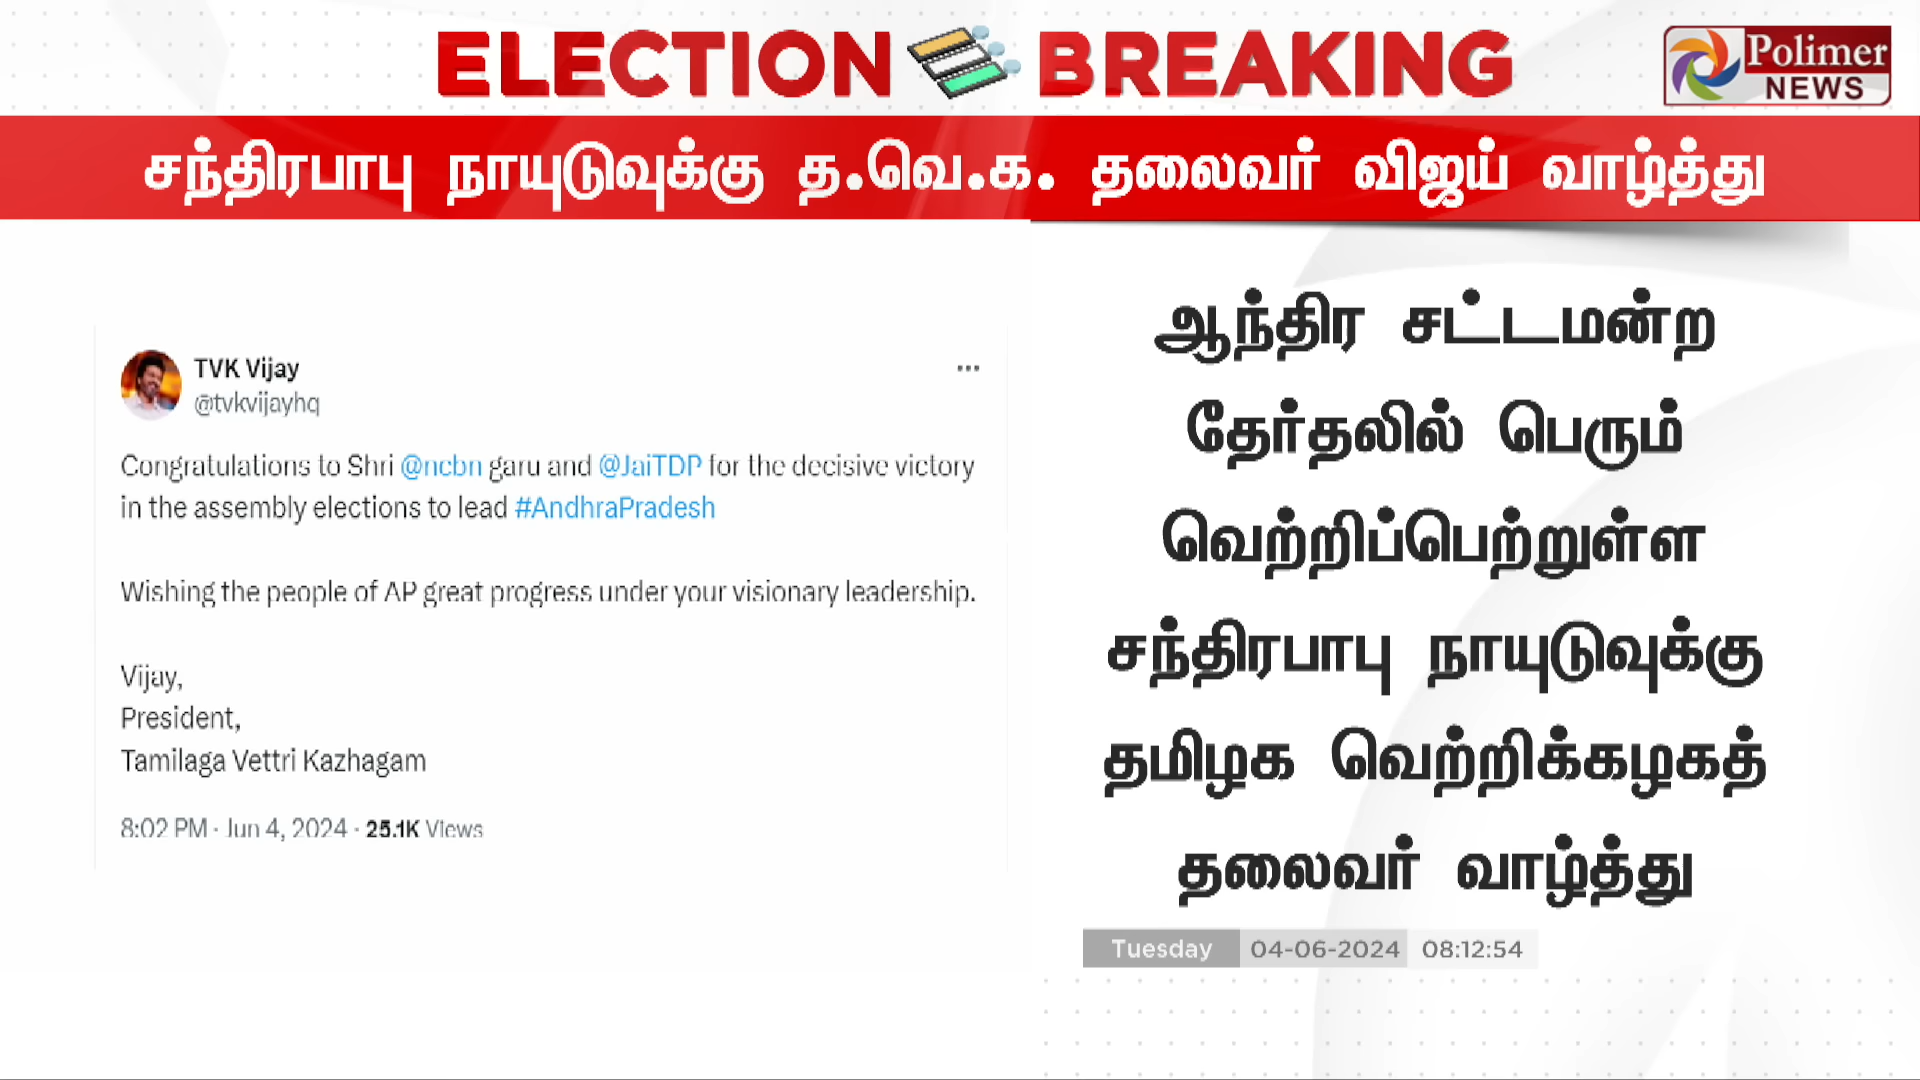 ELECTION BREAKING
Polimer
NEWS
சந்திரபாபு நாயுடுவுக்கு த.வெ.க. தலைவர் விஜய் வாழ்த்து
TVK Vijay
@tvkvijayhq
Congratulations to Shri @ncbn garu and @JaiTDP for the decisive victory
in the assembly elections to lead #AndhraPradesh
Wishing the people of AP great progress under your visionary leadership.
Vijay,
President,
Tamilaga Vettri Kazhagam
8:02 PM · Jun 4, 2024 · 25.1K Views
ஆந்திர சட்டமன்ற
தேர்தலில் பெரும்
வெற்றிப்பெற்றுள்ள
சந்திரபாபு நாயுடுவுக்கு
தமிழக வெற்றிக்கழகத்
தலைவர் வாழ்த்து
Tuesday 04-06-2024 08:12:54